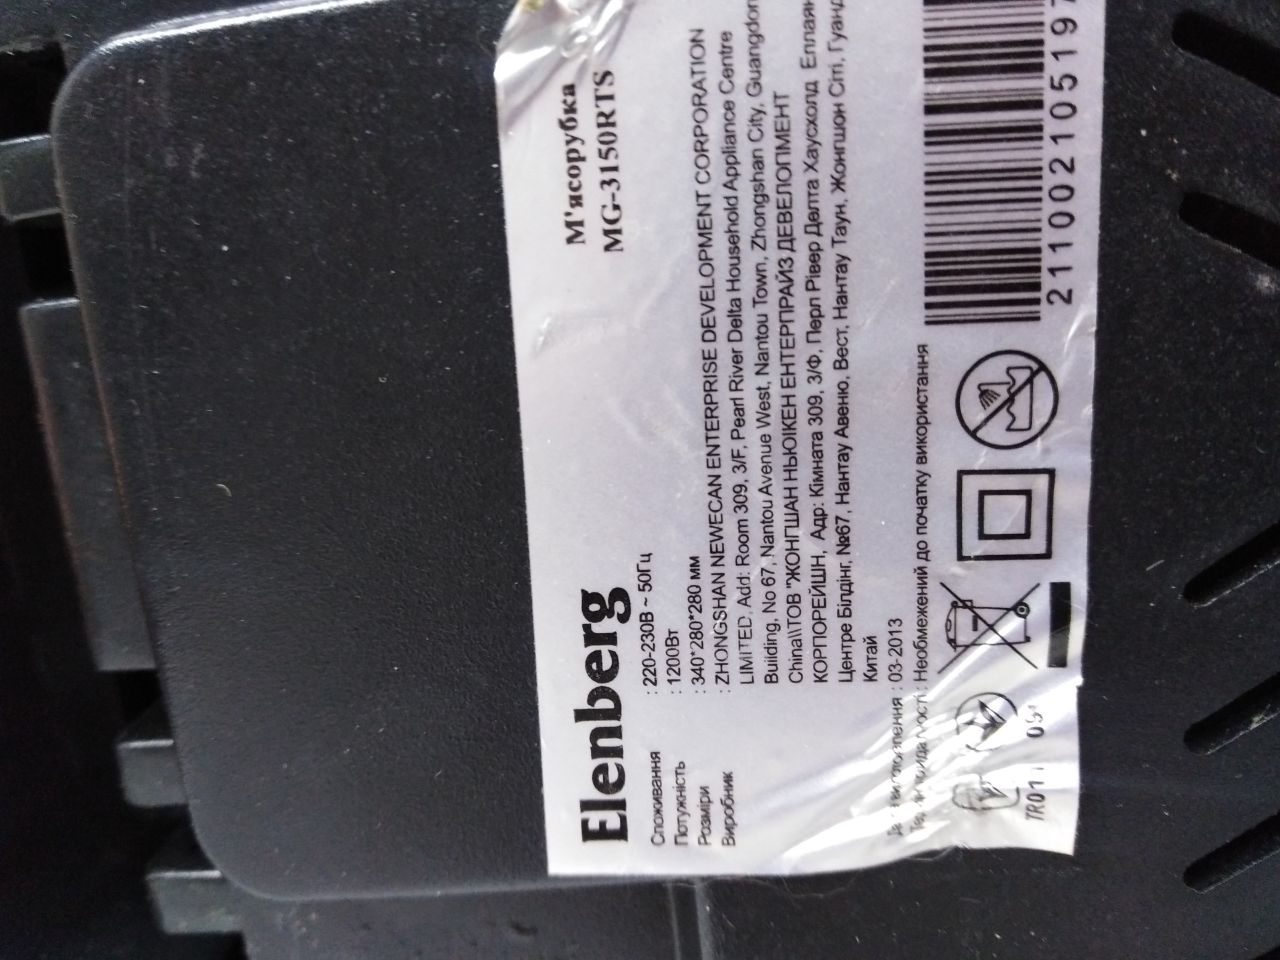 Elenberg
М'ясорубка
MG-3150RTS
Споживання : 220-230В ~ 50Гц
Потужність : 1200Вт
Розміри : 340*280*280 мм
Виробник : ZHONGSHAN NEWECAN ENTERPRISE DEVELOPMENT CORPORATION
LIMITED, Add: Room 309, 3/F, Pearl River Delta Household Appliance Centre
Building, No 67, Nantou Avenue West, Nantou Town, Zhongshan City, Guangdon
China\\ТОВ "ЖОНГШАН НЬЮІКЕН ЕНТЕРПРАЙЗ ДЕВЕЛОПМЕНТ
КОРПОРЕЙШН, Адр: Кімната 309, 3/Ф, Перл Рівер Делта Хаусхолд Еплаян
Центре Білдінг, №67, Нантау Авеню, Вест, Нантау Таун, Жонгшон Сіті, Гуанд
Китай
: 03-2013
: Необмежений до початку використання
211002105197